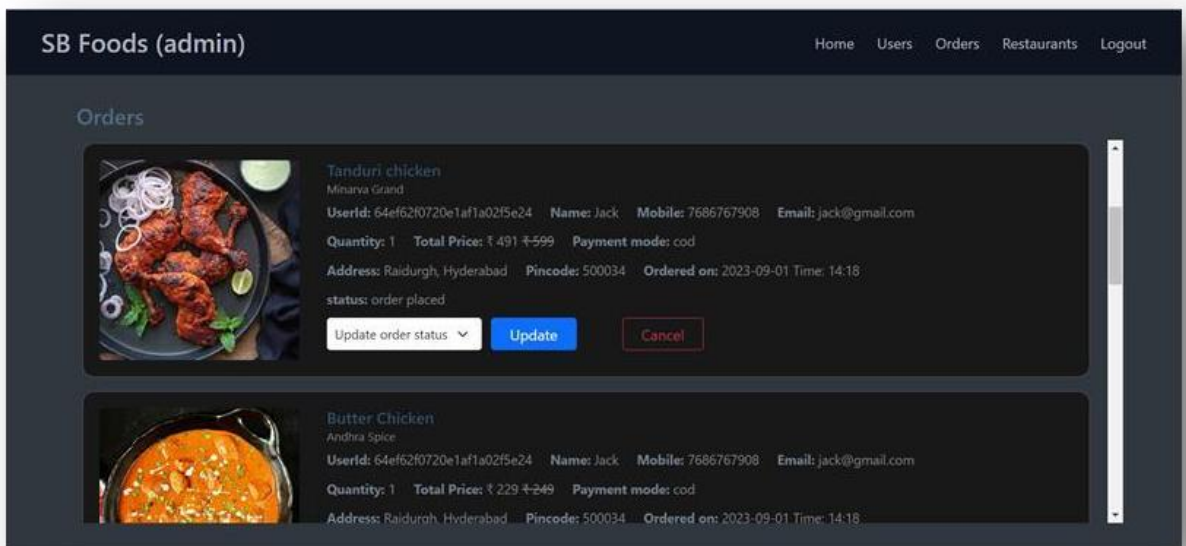 SB Foods (admin)
Home Users Orders Restaurants Logout
Orders
Tanduri chicken
Minarva Grand
UserId: 64ef62f0720e1af1a02f5e24 Name: Jack Mobile: 7686767908 Email: jack@gmail.com
Quantity: 1 Total Price: ₹ 491 ₹ 599 Payment mode: cod
Address: Raidurgh, Hyderabad Pincode: 500034 Ordered on: 2023-09-01 Time: 14:18
status: order placed
Update order status Update Cancel
Butter Chicken
Andhra Spice
UserId: 64ef62f0720e1af1a02f5e24 Name: Jack Mobile: 7686767908 Email: jack@gmail.com
Quantity: 1 Total Price: ₹ 229 ₹ 249 Payment mode: cod
Address: Raidurgh, Hyderabad Pincode: 500034 Ordered on: 2023-09-01 Time: 14:18